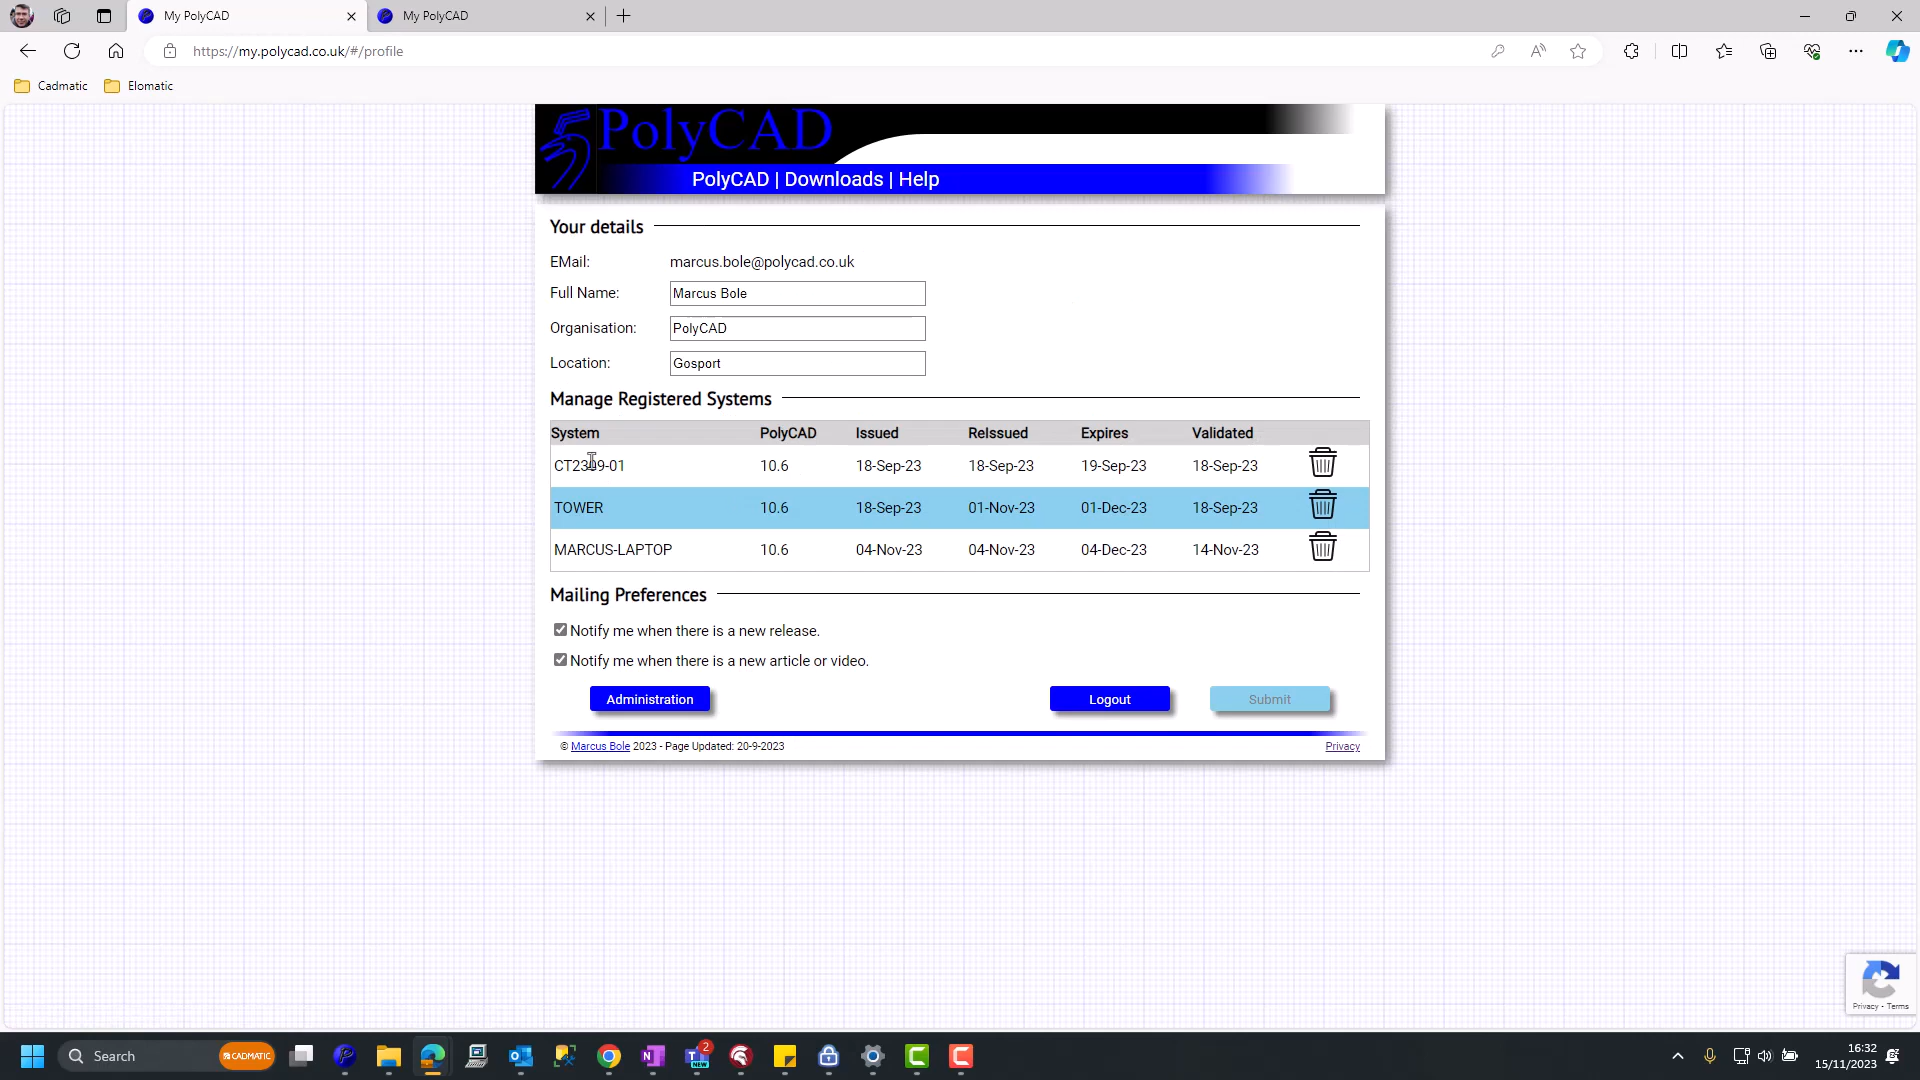 My PolyCAD
My PolyCAD
https://my.polycad.co.uk/#/profile
Cadmatic
Elomatic
PolyCAD
PolyCAD | Downloads | Help
Your details
EMail: marcus.bole@polycad.co.uk
Full Name: Marcus Bole
Organisation: PolyCAD
Location: Gosport
Manage Registered Systems
System PolyCAD Issued ReIssued Expires Validated
CT2309-01 10.6 18-Sep-23 18-Sep-23 19-Sep-23 18-Sep-23
TOWER 10.6 18-Sep-23 01-Nov-23 01-Dec-23 18-Sep-23
MARCUS-LAPTOP 10.6 04-Nov-23 04-Nov-23 04-Dec-23 14-Nov-23
Mailing Preferences
Notify me when there is a new release.
Notify me when there is a new article or video.
Administration Logout Submit
© Marcus Bole 2023 - Page Updated: 20-9-2023 Privacy
Privacy - Terms
Search
CADMATIC
2
NEW
16:32
15/11/2023